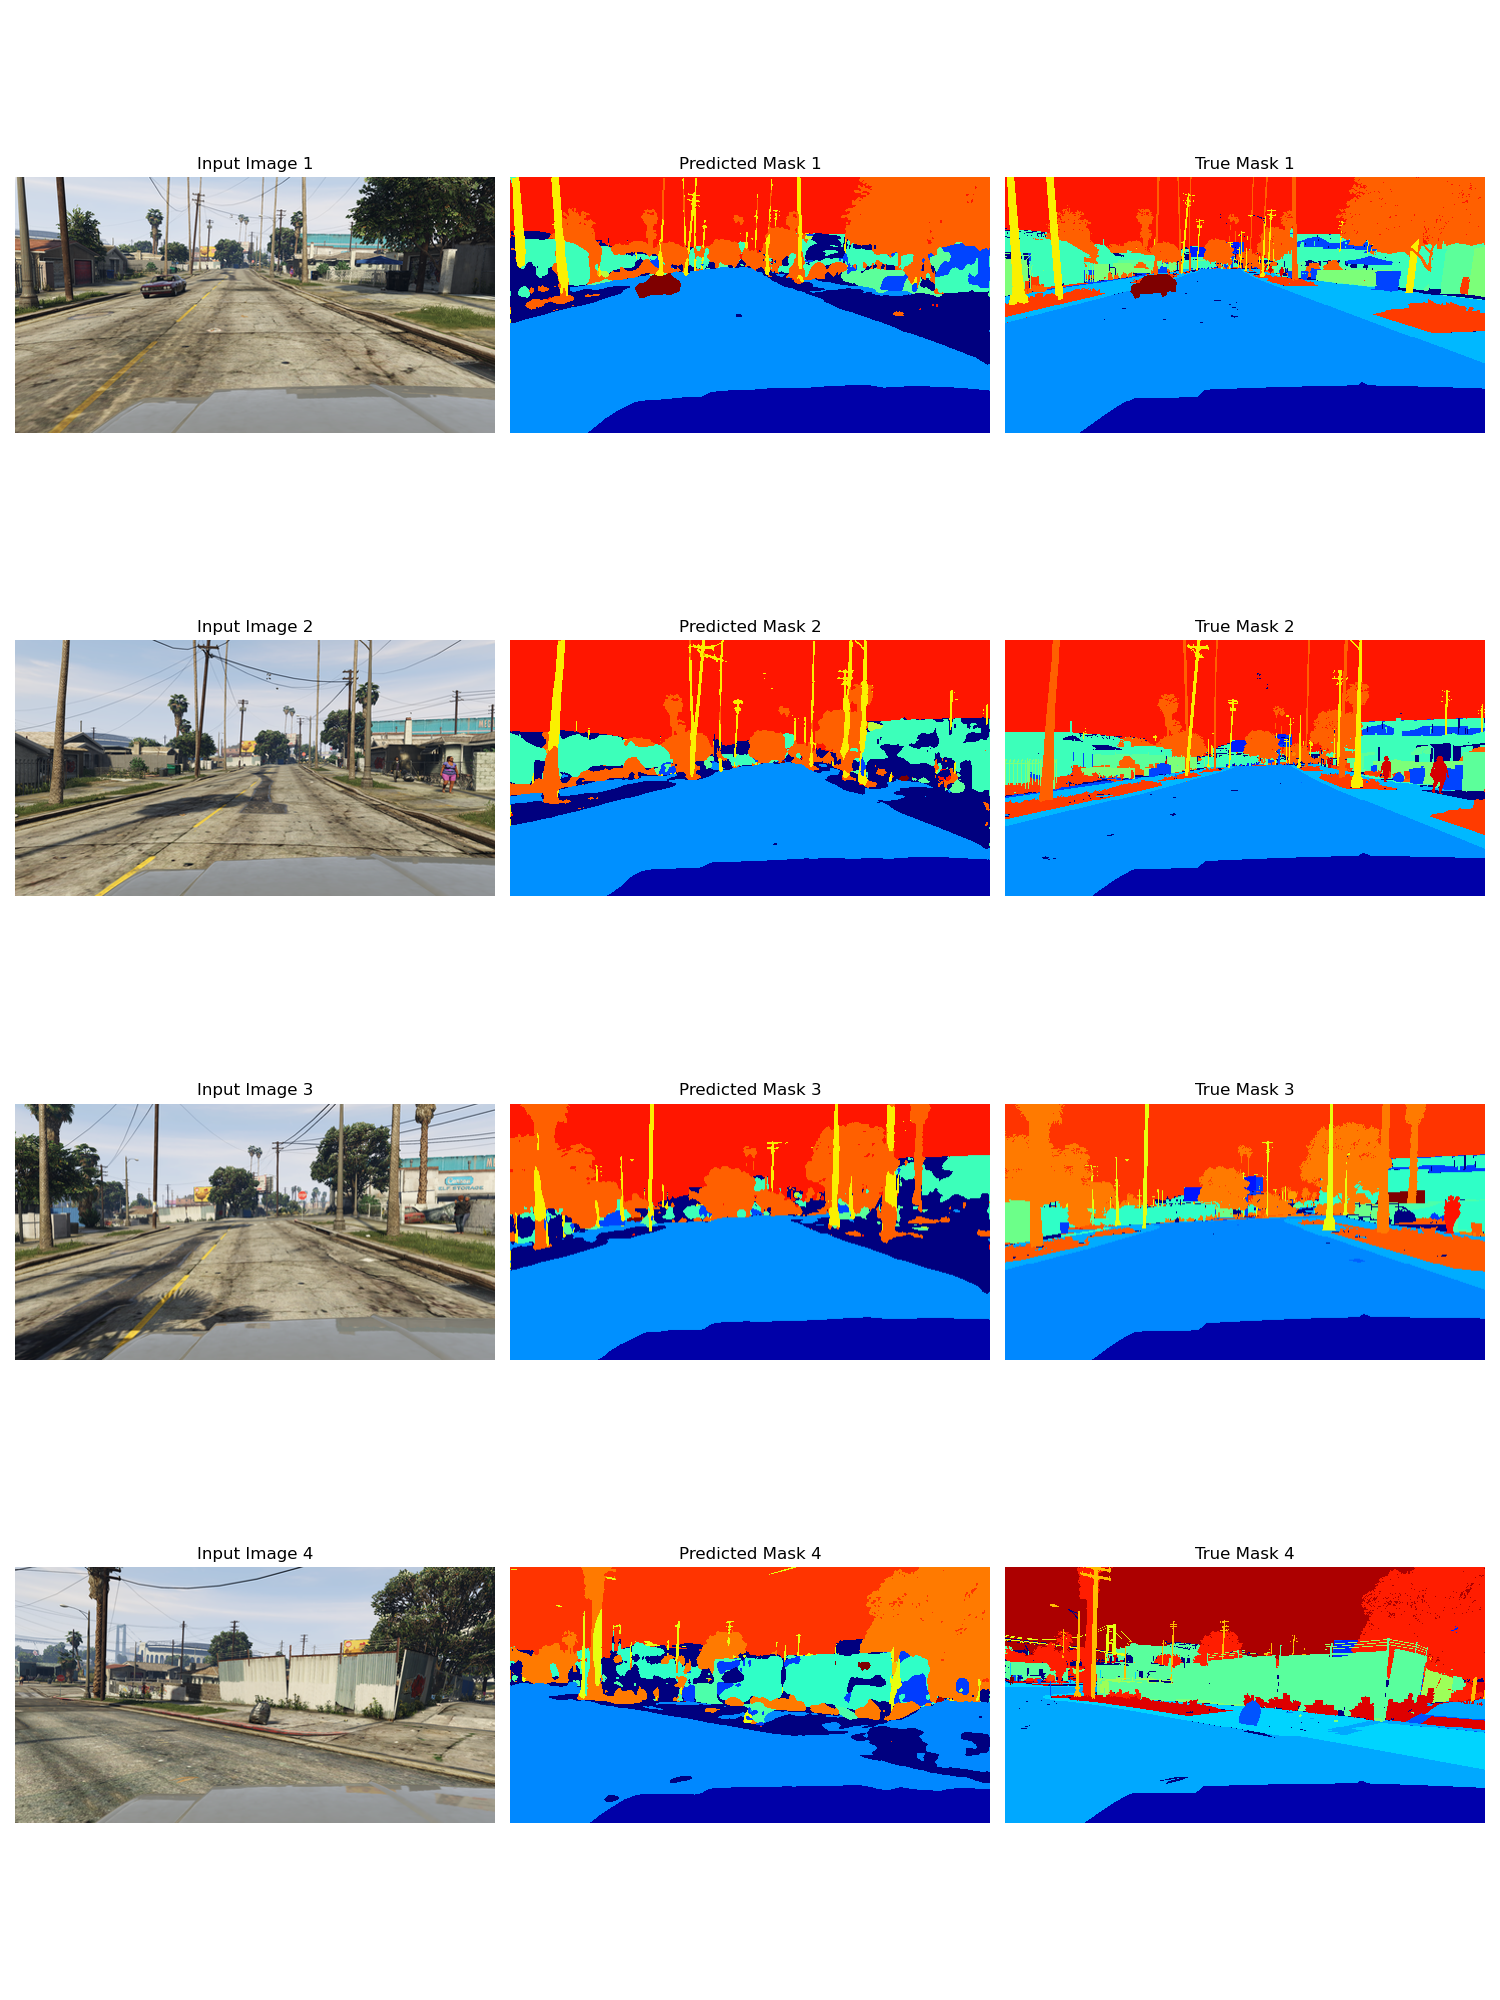 Input Image 1
Predicted Mask 1
True Mask 1
Input Image 2
Predicted Mask 2
True Mask 2
Input Image 3
Predicted Mask 3
True Mask 3
Input Image 4
Predicted Mask 4
True Mask 4